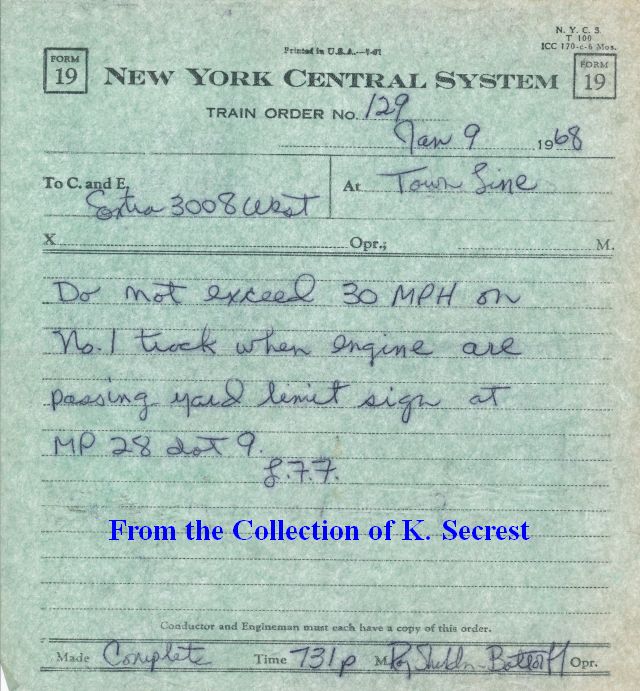 N. Y. C. S.
T 100
ICC 170-c-6 Mos.
Printed in U.S.A.
FORM
19
NEW YORK CENTRAL SYSTEM
FORM
19
TRAIN ORDER No. 129
Jan 9 1968
To C. and E. Extra 3008 West
At Town Line
X Opr.; M.
Do not exceed 30 MPH on
No. 1 track when engine are
passing yard limit sign at
MP 28 dot 9.
From the Collection of K. Secrest
Conductor and Engineman must each have a copy of this order.
Made Complete Time 731p M Opr.